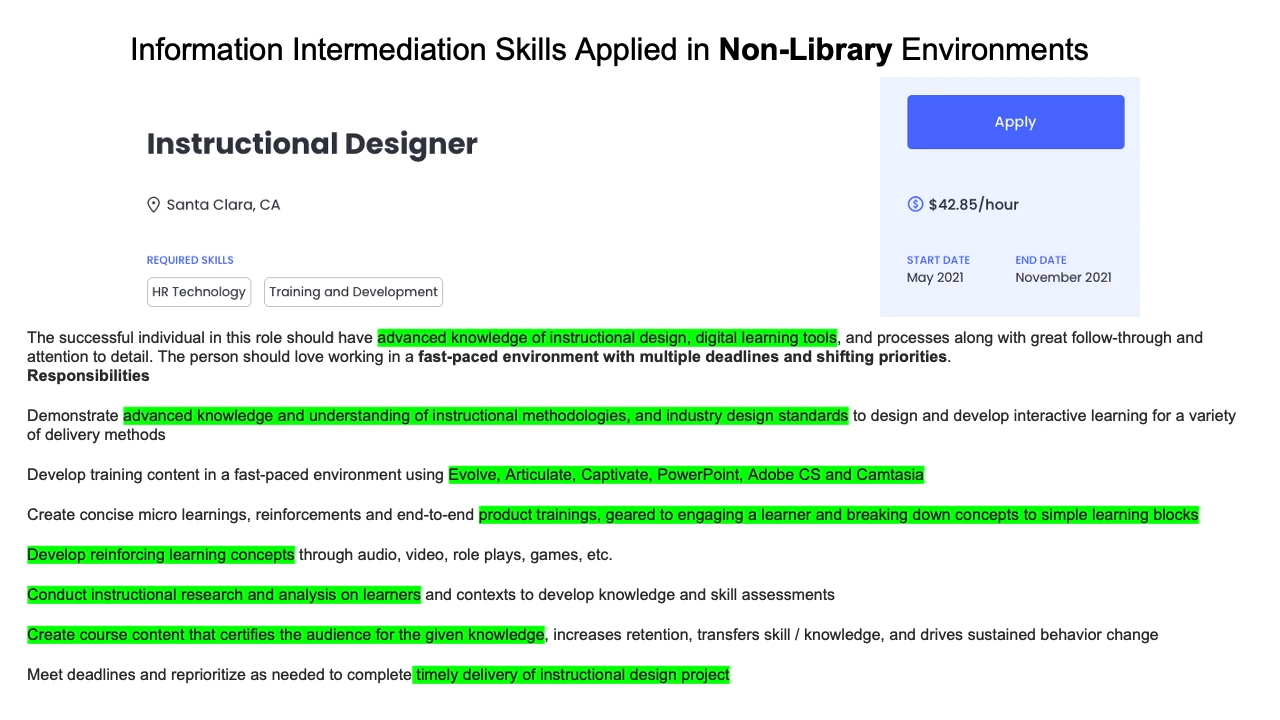 Information Intermediation Skills Applied in Non-Library Environments
Instructional Designer
Apply
Santa Clara, CA
$42.85/hour
REQUIRED SKILLS
START DATE
END DATE
HR Technology
Training and Development
May 2021
November 2021
The successful individual in this role should have advanced knowledge of instructional design, digital learning tools, and processes along with great follow-through and
attention to detail. The person should love working in a fast-paced environment with multiple deadlines and shifting priorities.
Responsibilities
Demonstrate advanced knowledge and understanding of instructional methodologies, and industry design standards to design and develop interactive learning for a variety
of delivery methods
Develop training content in a fast-paced environment using Evolve, Articulate, Captivate, PowerPoint, Adobe CS and Camtasia
Create concise micro learnings, reinforcements and end-to-end product trainings, geared to engaging a learner and breaking down concepts to simple learning blocks
Develop reinforcing learning concepts through audio, video, role plays, games, etc.
Conduct instructional research and analysis on learners and contexts to develop knowledge and skill assessments
Create course content that certifies the audience for the given knowledge, increases retention, transfers skill / knowledge, and drives sustained behavior change
Meet deadlines and reprioritize as needed to complete timely delivery of instructional design project